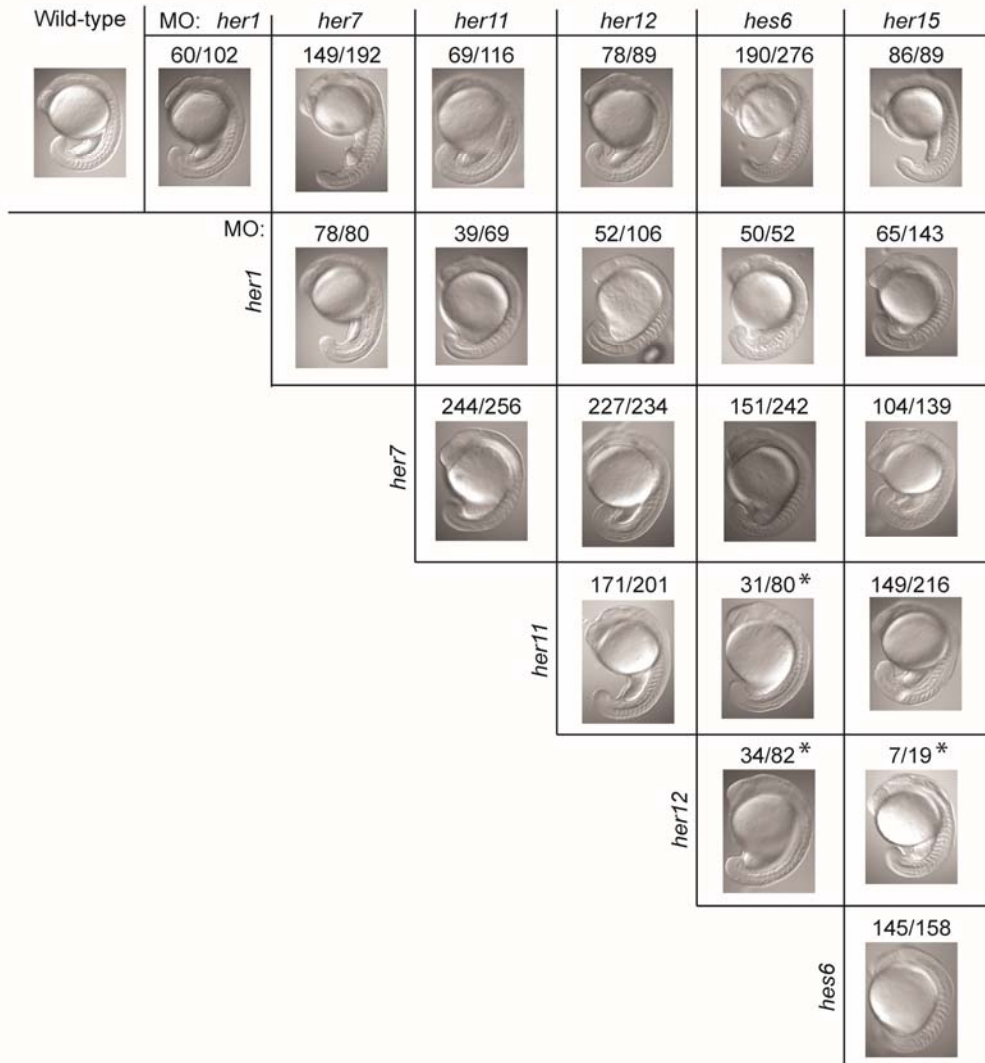 Wild-type MO: her1 her7 her11 her12 hes6 her15
60/102 149/192 69/116 78/89 190/276 86/89
MO: 78/80 39/69 52/106 50/52 65/143
her1
244/256 227/234 151/242 104/139
her7
171/201 31/80* 149/216
her11
34/82* 7/19*
her12
145/158
hes6